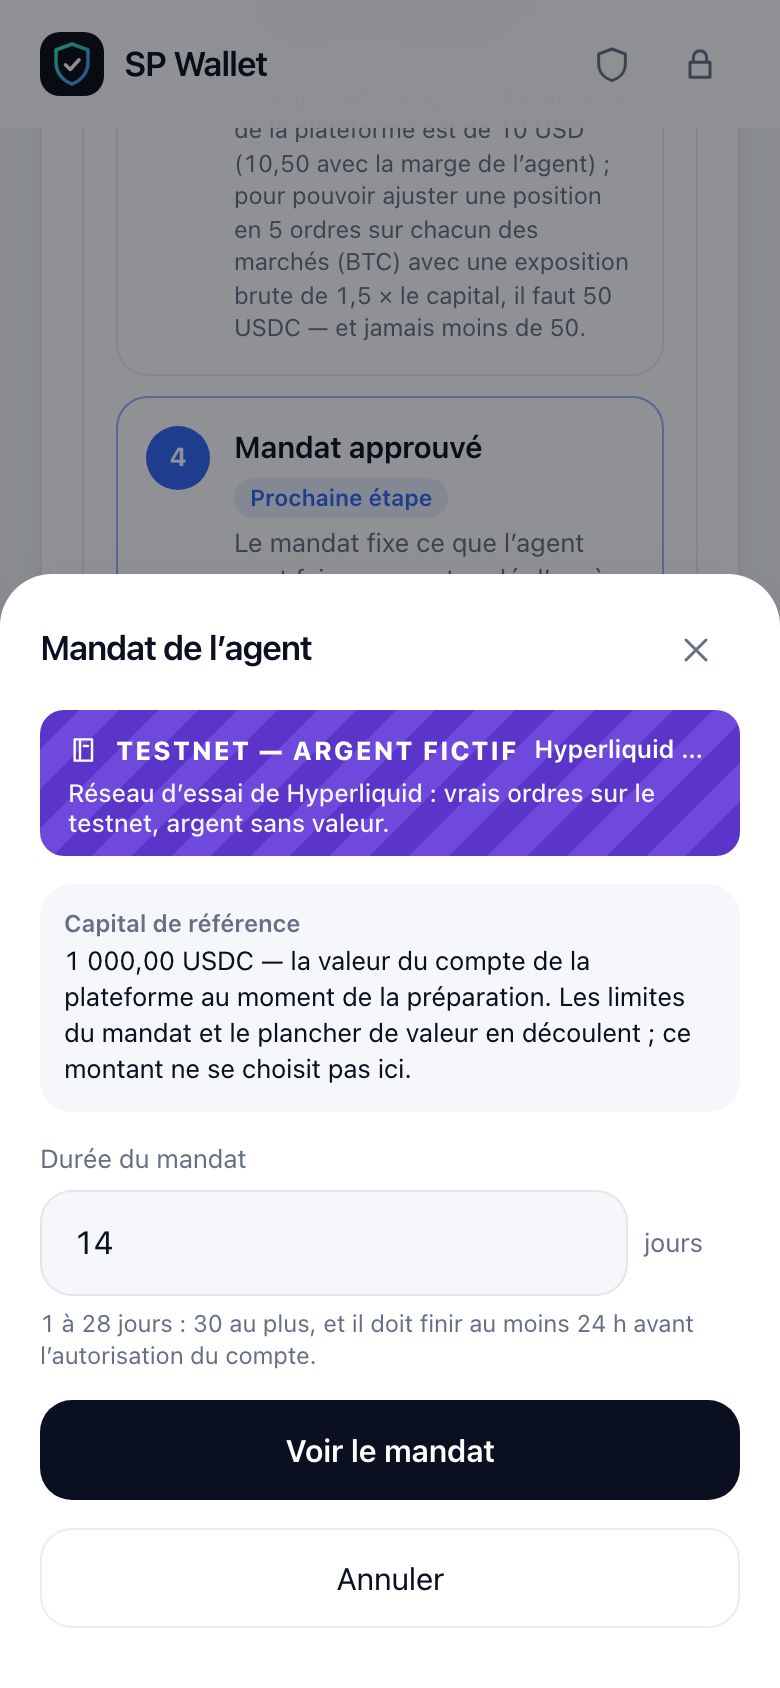 SP Wallet
de la plateforme est de 10 USD
(10,50 avec la marge de l’agent) ;
pour pouvoir ajuster une position
en 5 ordres sur chacun des
marchés (BTC) avec une exposition
brute de 1,5 × le capital, il faut 50
USDC — et jamais moins de 50.
4
Mandat approuvé
Prochaine étape
Le mandat fixe ce que l’agent
Mandat de l’agent
TESTNET — ARGENT FICTIF Hyperliquid ...
Réseau d’essai de Hyperliquid : vrais ordres sur le
testnet, argent sans valeur.
Capital de référence
1 000,00 USDC — la valeur du compte de la
plateforme au moment de la préparation. Les limites
du mandat et le plancher de valeur en découlent ; ce
montant ne se choisit pas ici.
Durée du mandat
14
jours
1 à 28 jours : 30 au plus, et il doit finir au moins 24 h avant
l’autorisation du compte.
Voir le mandat
Annuler